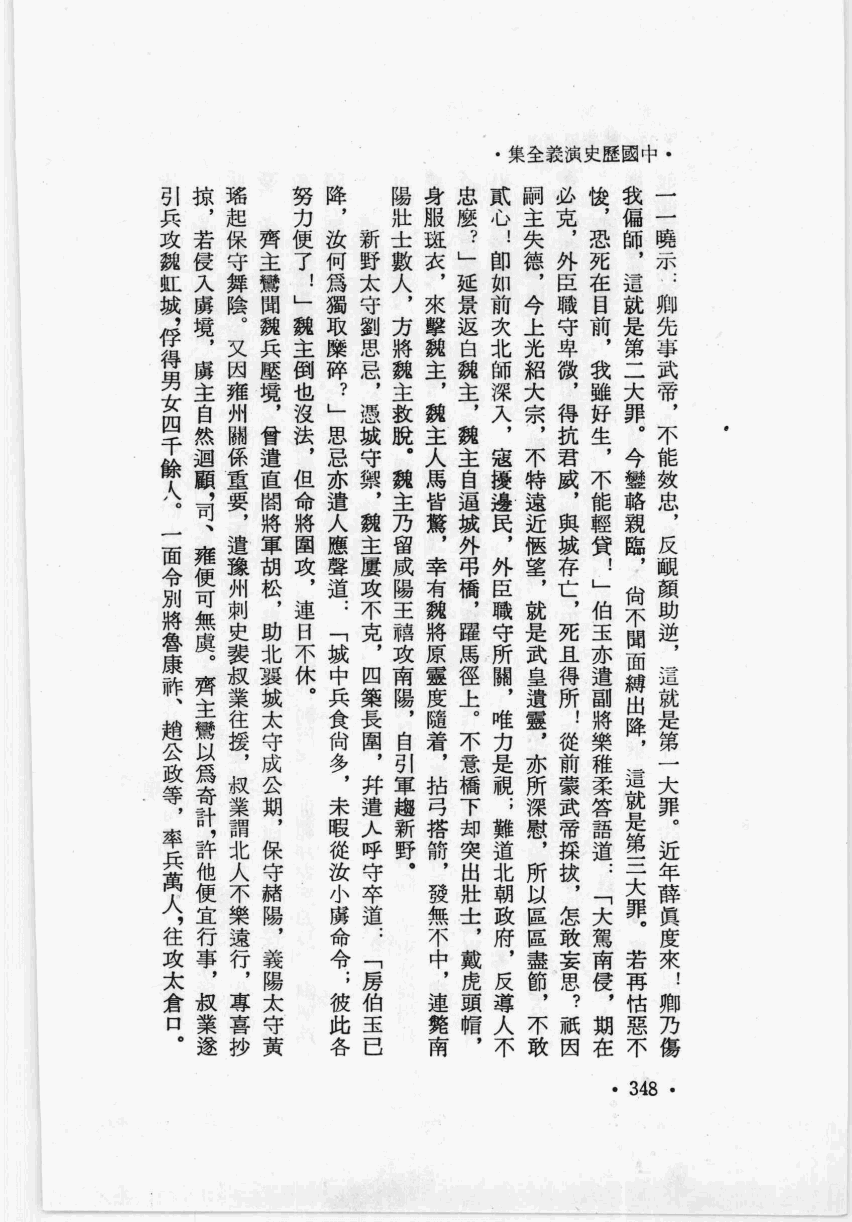 ・中國歷史演義全集・
一一曉示：卿先事武帝，不能效忠，反靦顏助逆，這就是第一大罪。近年薛眞度來！卿乃傷
我偏師，這就是第二大罪。今鑾輅親臨，尙不聞面縛出降，這就是第三大罪。若再怙惡不
悛，恐死在目前，我雖好生，不能輕貸！」伯玉亦遣副將樂稚柔答語道：「大駕南侵，期在
必克，外臣職守卑微，得抗君威，與城存亡，死且得所！從前蒙武帝採拔，怎敢妄思？祇因
嗣主失德，今上光紹大宗，不特遠近愜望，就是武皇遺靈，亦所深慰，所以區區盡節，不敢
貳心！卽如前次北師深入，寇擾邊民，外臣職守所關，唯力是視；難道北朝政府，反導人不
忠麼？」延景返白魏主，魏主自逼城外弔橋，躍馬徑上。不意橋下却突出壯士，戴虎頭帽，
身服斑衣，來擊魏主，魏主人馬皆驚，幸有魏將原靈度隨着，拈弓搭箭，發無不中，連斃南
陽壯士數人，方將魏主救脫。魏主乃留咸陽王禧攻南陽，自引軍趨新野。
新野太守劉思忌，憑城守禦，魏主屢攻不克，四築長圍，幷遣人呼守卒道：「房伯玉已
降，汝何爲獨取糜碎？」思忌亦遣人應聲道：「城中兵食尙多，未暇從汝小虜命令；彼此各
努力便了！」魏主倒也沒法，但命將圍攻，連日不休。
齊主鸞聞魏兵壓境，曾遣直閤將軍胡松，助北襄城太守成公期，保守赭陽，義陽太守黃
瑤起保守舞陰。又因雍州關係重要，遣豫州刺史裴叔業往援，叔業謂北人不樂遠行，專喜抄
掠，若侵入虜境，虜主自然迴顧，司、雍便可無虞。齊主鸞以爲奇計，許他便宜行事，叔業遂
引兵攻魏虹城，俘得男女四千餘人。一面令別將魯康祚、趙公政等，率兵萬人，往攻太倉口。
・348・